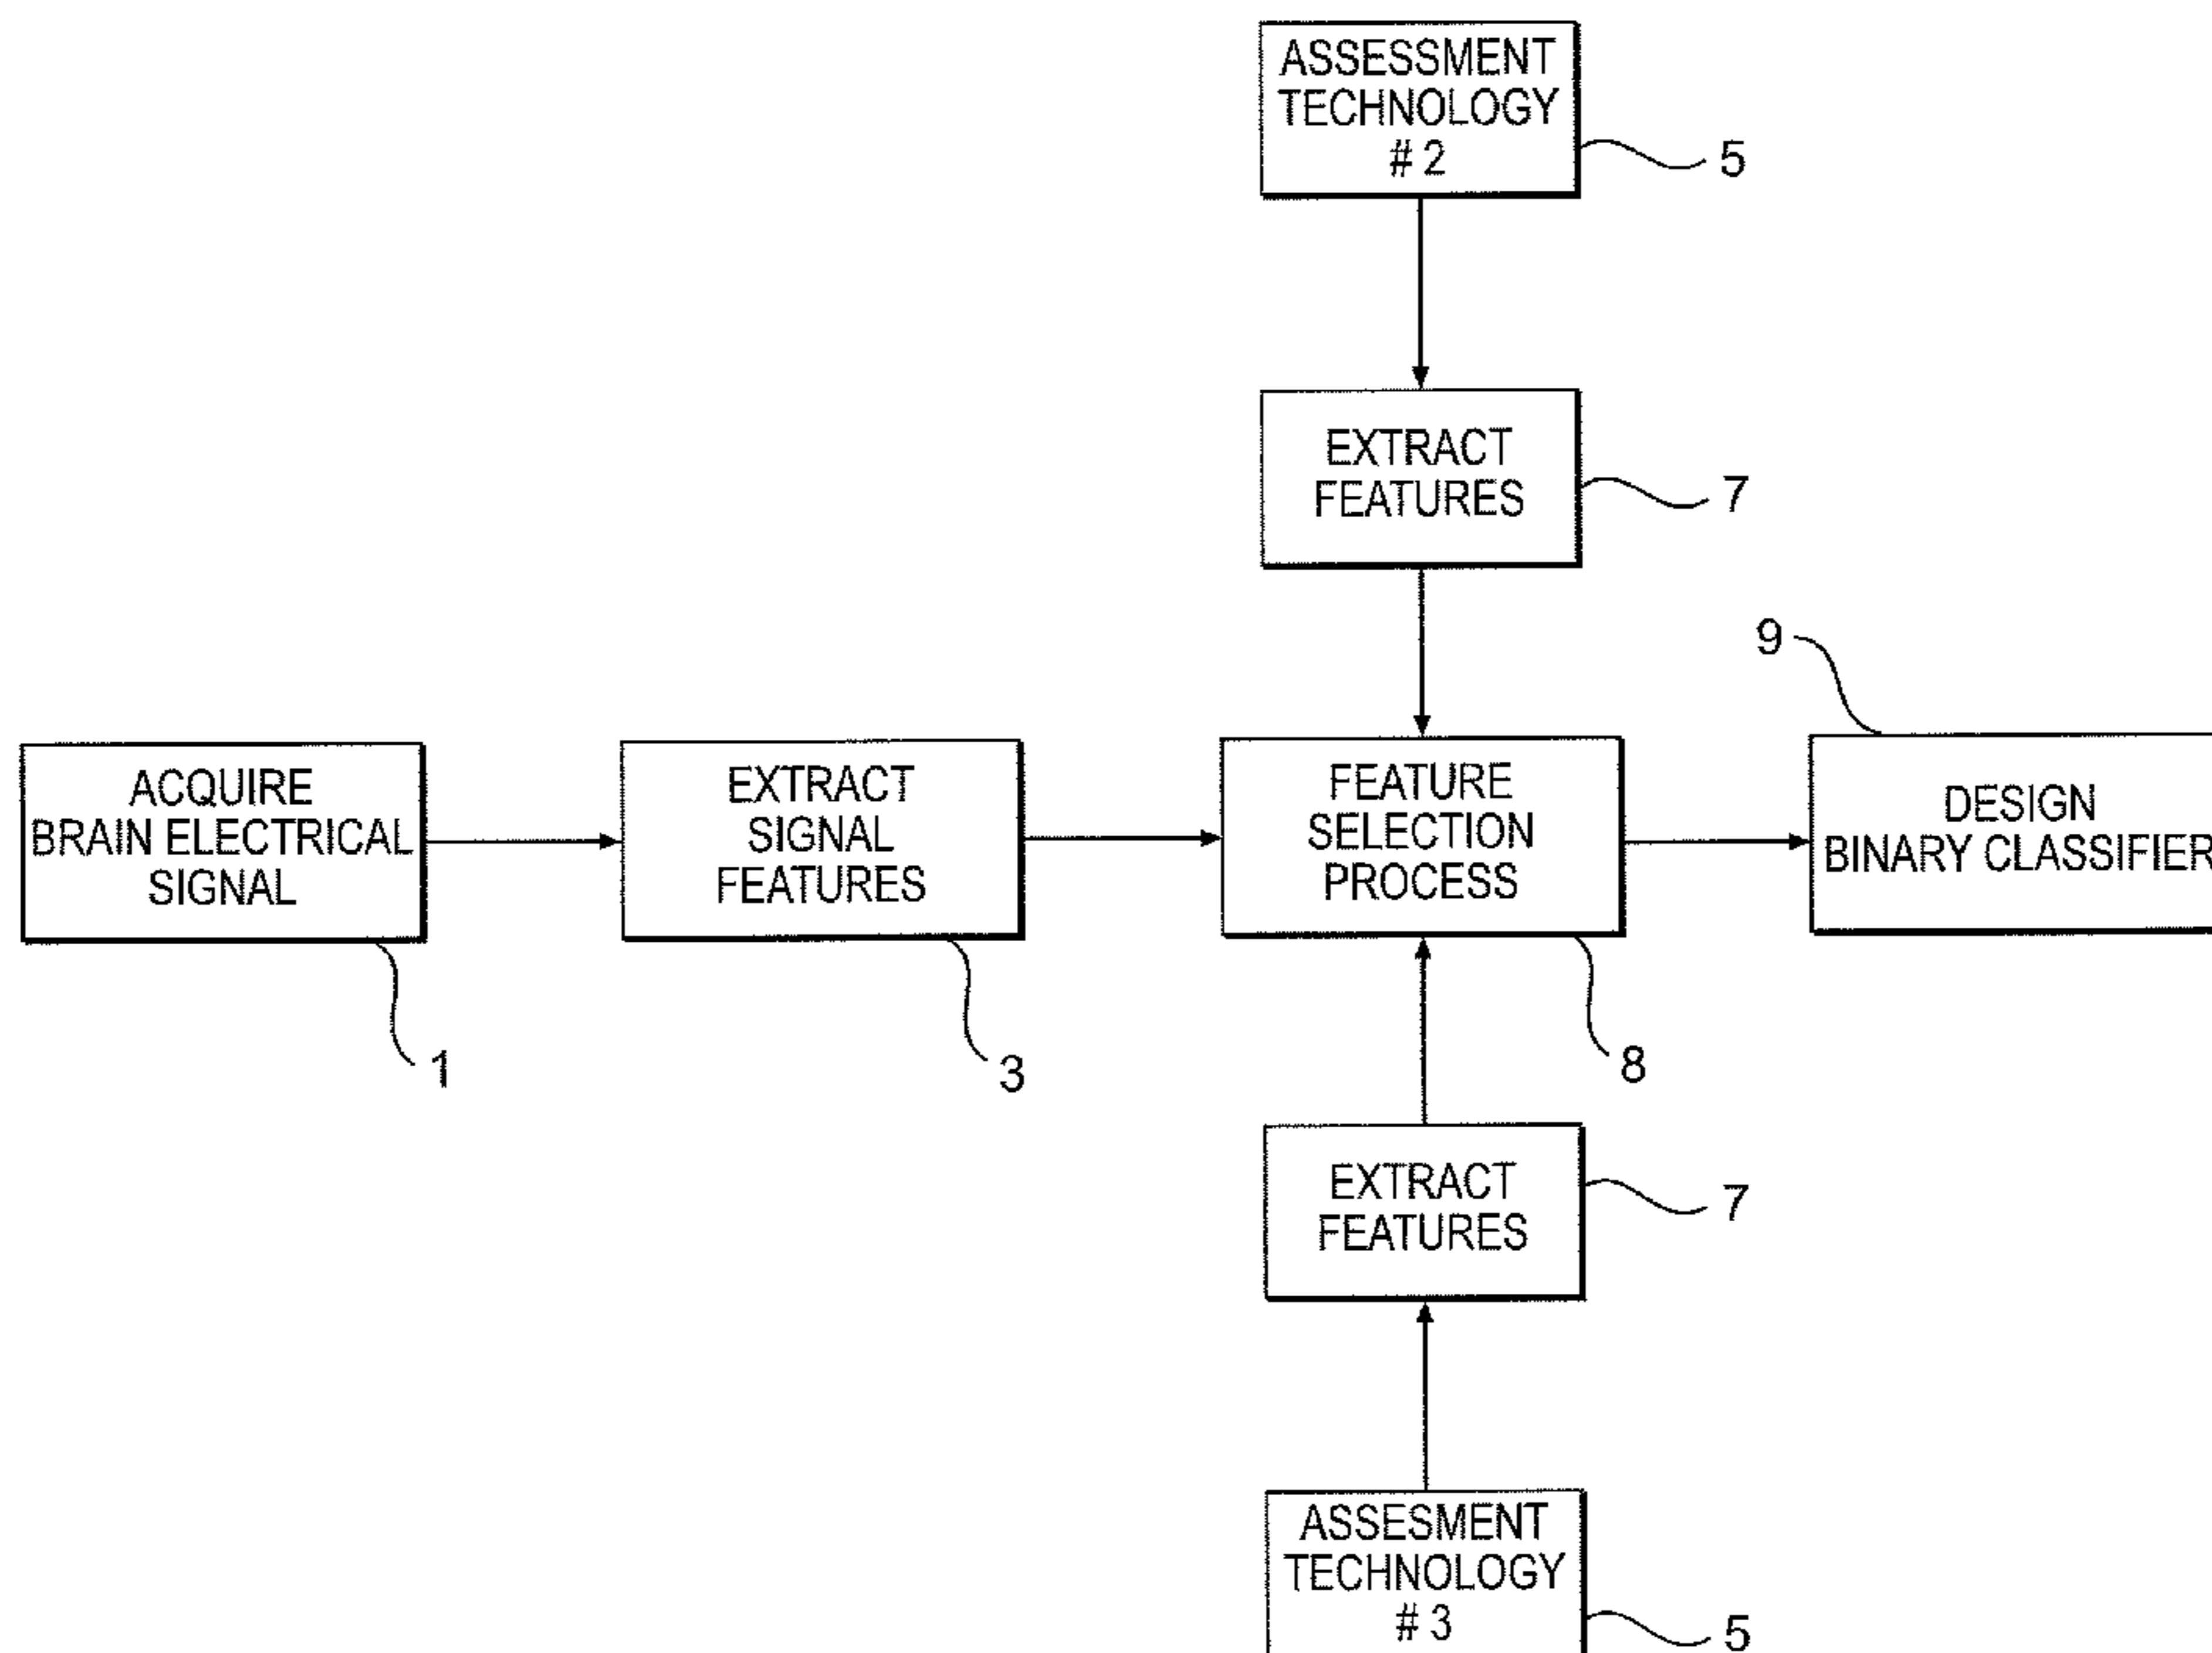 ASSESSMENT
TECHNOLOGY
# 2
5
EXTRACT
FEATURES
7
9
ACQUIRE
BRAIN ELECTRICAL
SIGNAL
1
EXTRACT
SIGNAL
FEATURES
3
FEATURE
SELECTION
PROCESS
8
DESIGN
BINARY CLASSIFIER
EXTRACT
FEATURES
7
ASSESMENT
TECHNOLOGY
# 3
5